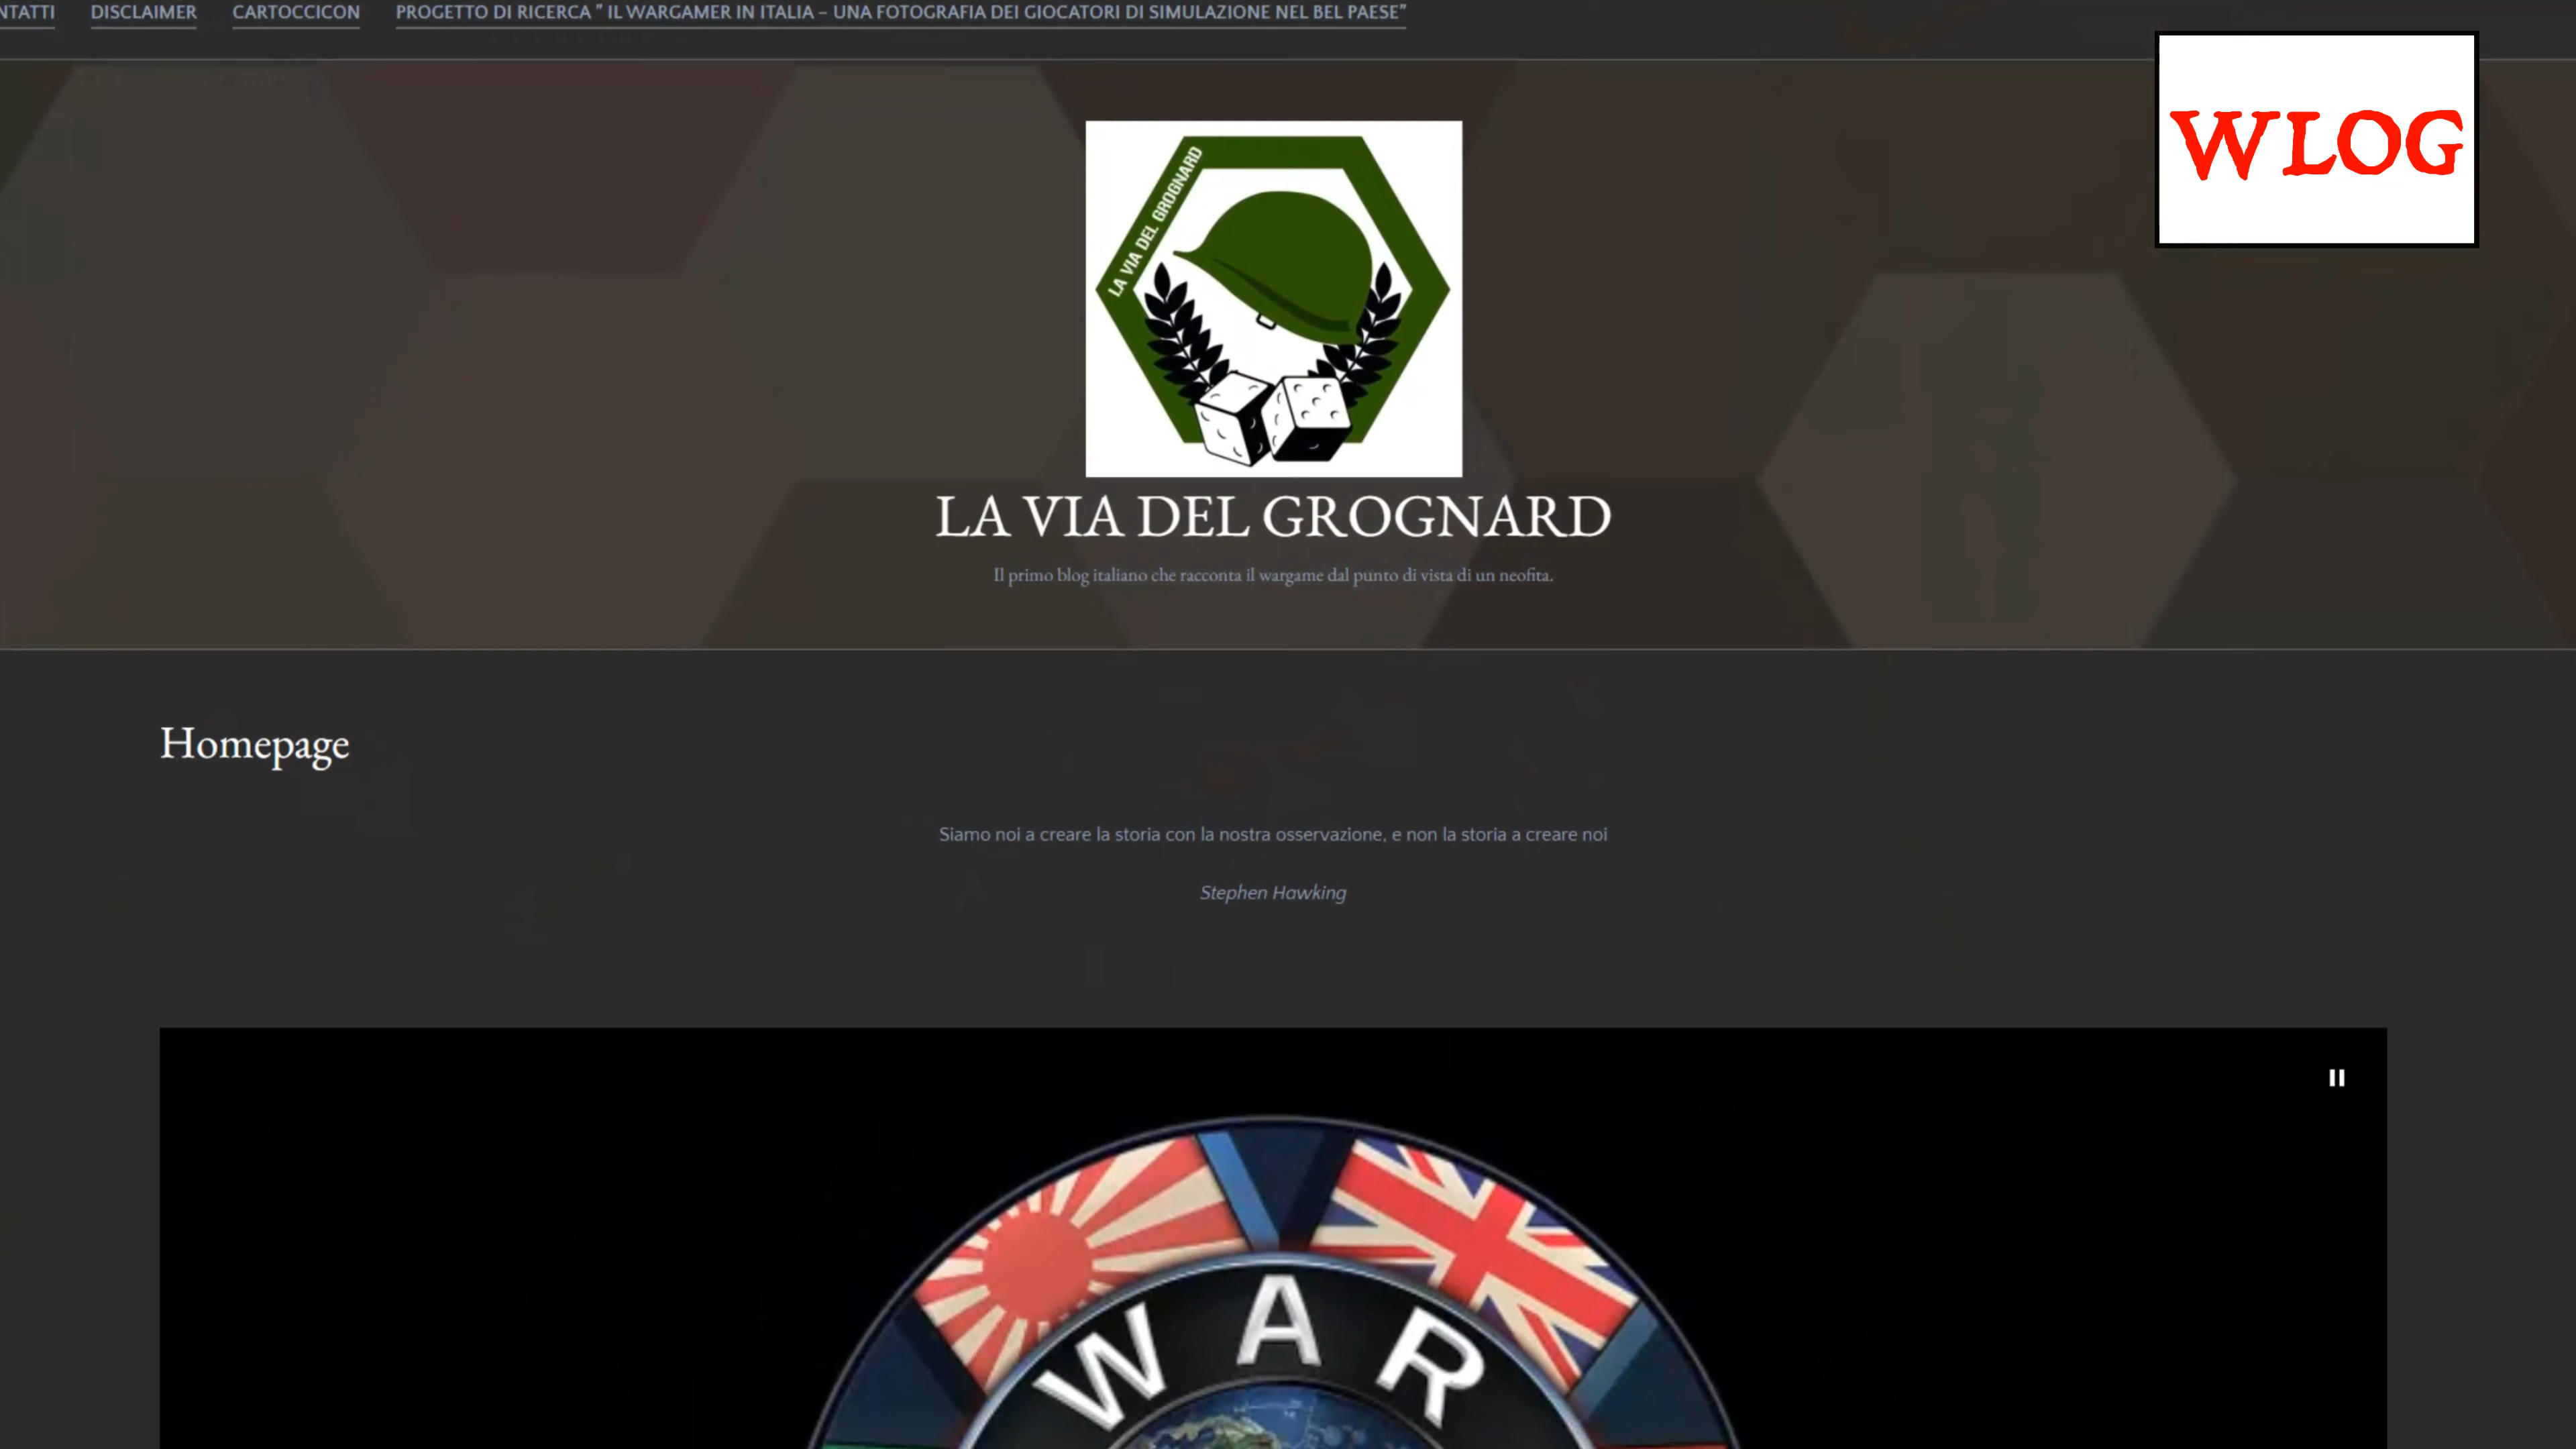 NTATTI DISCLAIMER CARTOCCICON PROGETTO DI RICERCA ” IL WARGAMER IN ITALIA – UNA FOTOGRAFIA DEI GIOCATORI DI SIMULAZIONE NEL BEL PAESE”
WLOG
LA VIA DEL GROGNARD
LA VIA DEL GROGNARD
Il primo blog italiano che racconta il wargame dal punto di vista di un neofita.
Homepage
Siamo noi a creare la storia con la nostra osservazione, e non la storia a creare noi
Stephen Hawking
WAR